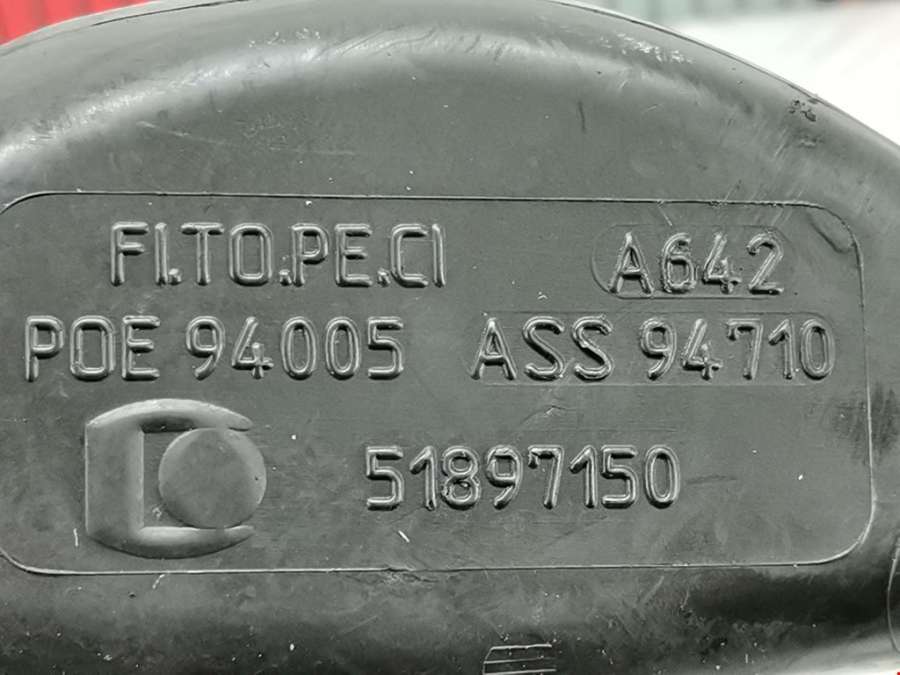 FI.TO.PE.CI A642
POE 94005 ASS 94710
51897150